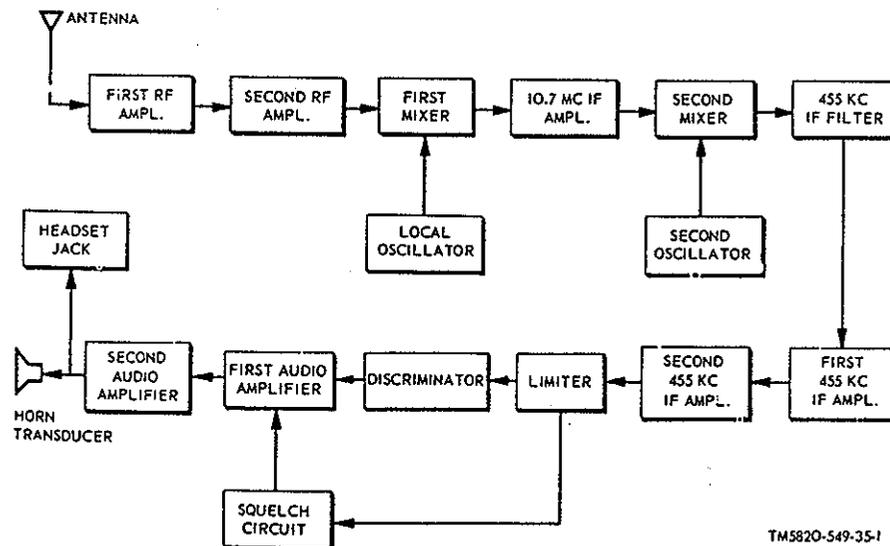 ANTENNA
FIRST RF
AMPL.
SECOND RF
AMPL.
FIRST
MIXER
10.7 MC IF
AMPL.
SECOND
MIXER
455 KC
IF FILTER
HEADSET
JACK
LOCAL
OSCILLATOR
SECOND
OSCILLATOR
HORN
TRANSDUCER
SECOND
AUDIO
AMPLIFIER
FIRST AUDIO
AMPLIFIER
DISCRIMINATOR
LIMITER
SECOND
455 KC
IF AMPL.
FIRST
455 KC
IF AMPL.
SQUELCH
CIRCUIT
TM5820-549-35-1